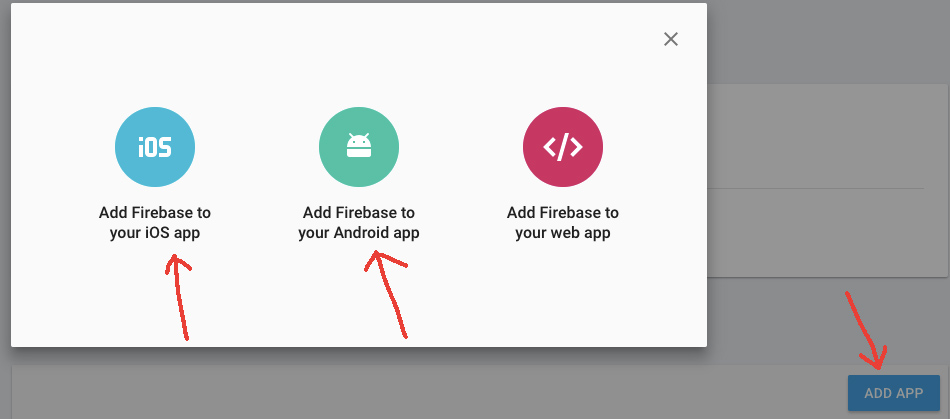 iOS
</>
Add Firebase to
your iOS app
Add Firebase to
your Android app
Add Firebase to
your web app
ADD APP